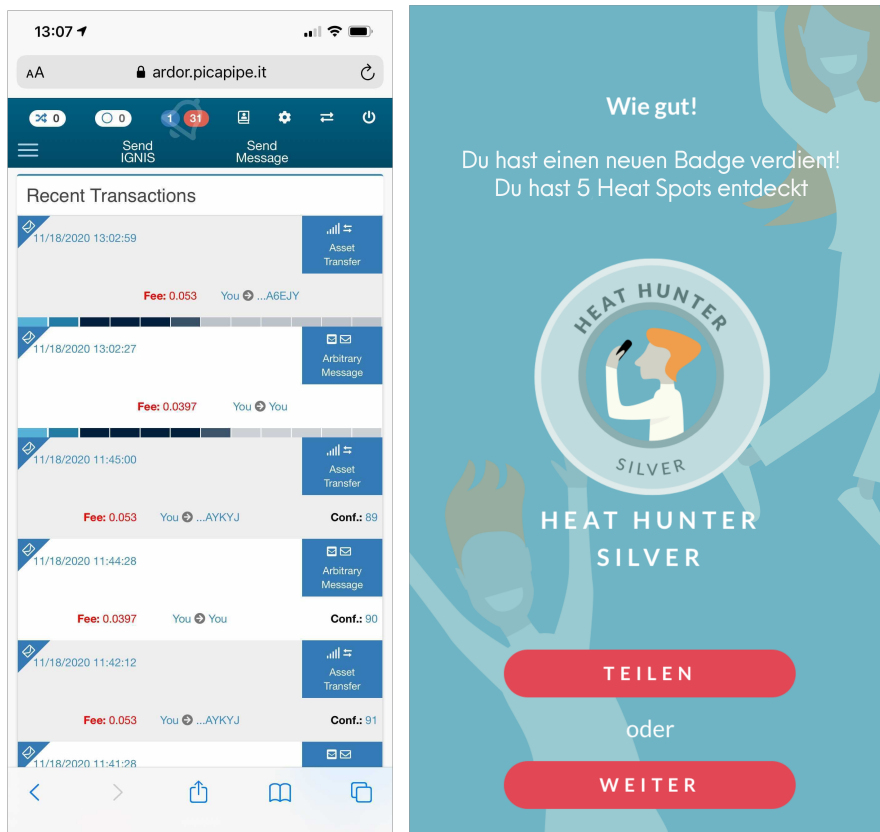 13:07
AA
ardor.picapipe.it
0
0
1
31
Send
IGNIS
Send
Message
Recent Transactions
11/18/2020 13:02:59
Asset
Transfer
Fee: 0.053 You ...A6EJY
11/18/2020 13:02:27
Arbitrary
Message
Fee: 0.0397 You You
11/18/2020 11:45:00
Asset
Transfer
Fee: 0.053 You ...AYKYJ Conf.: 89
11/18/2020 11:44:28
Arbitrary
Message
Fee: 0.0397 You You Conf.: 90
11/18/2020 11:42:12
Asset
Transfer
Fee: 0.053 You ...AYKYJ Conf.: 91
11/18/2020 11:41:28
Wie gut!
Du hast einen neuen Badge verdient!
Du hast 5 Heat Spots entdeckt
HEAT HUNTER
SILVER
HEAT HUNTER
SILVER
TEILEN
oder
WEITER